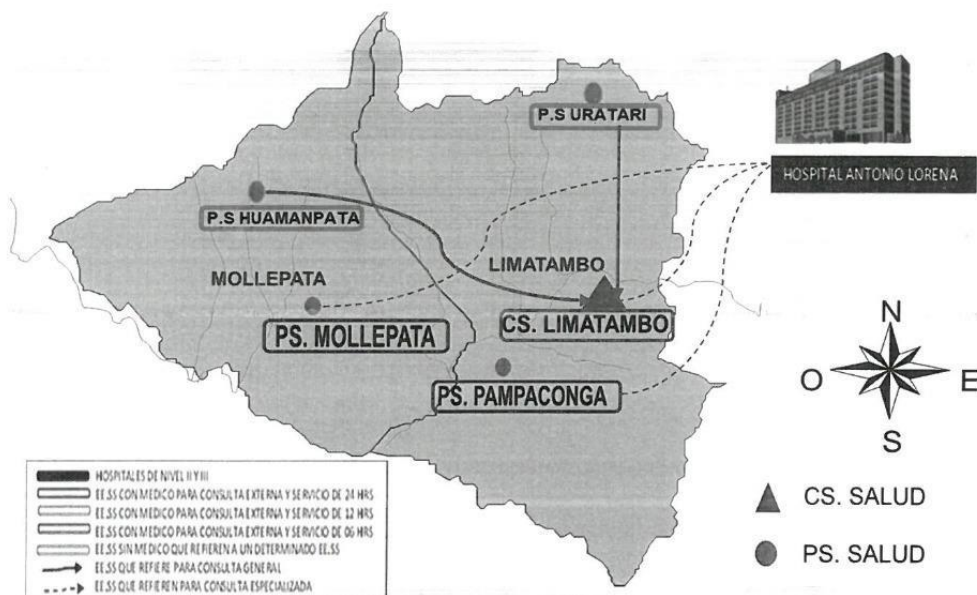 P.S URATARI
HOSPITAL ANTONIO LORENA
P.S HUAMANPATA
LIMATAMBO
MOLLEPATA
CS. LIMATAMBO
PS. MOLLEPATA
PS. PAMPACONGA
N
O
E
S
CS. SALUD
PS. SALUD
HOSPITALES DE NIVEL II Y III
EE.SS CON MEDICO PARA CONSULTA EXTERNA Y SERVICIO DE 24 HRS
EE.SS CON MEDICO PARA CONSULTA EXTERNA Y SERVICIO DE 12 HRS
EE.SS CON MEDICO PARA CONSULTA EXTERNA Y SERVICIO DE 06 HRS
EE.SS SIN MEDICO QUE REFIEREN A UN DETERMINADO EE.SS
EE.SS QUE REFIERE PARA CONSULTA GENERAL
EE.SS QUE REFIEREN PARA CONSULTA ESPECIALIZADA